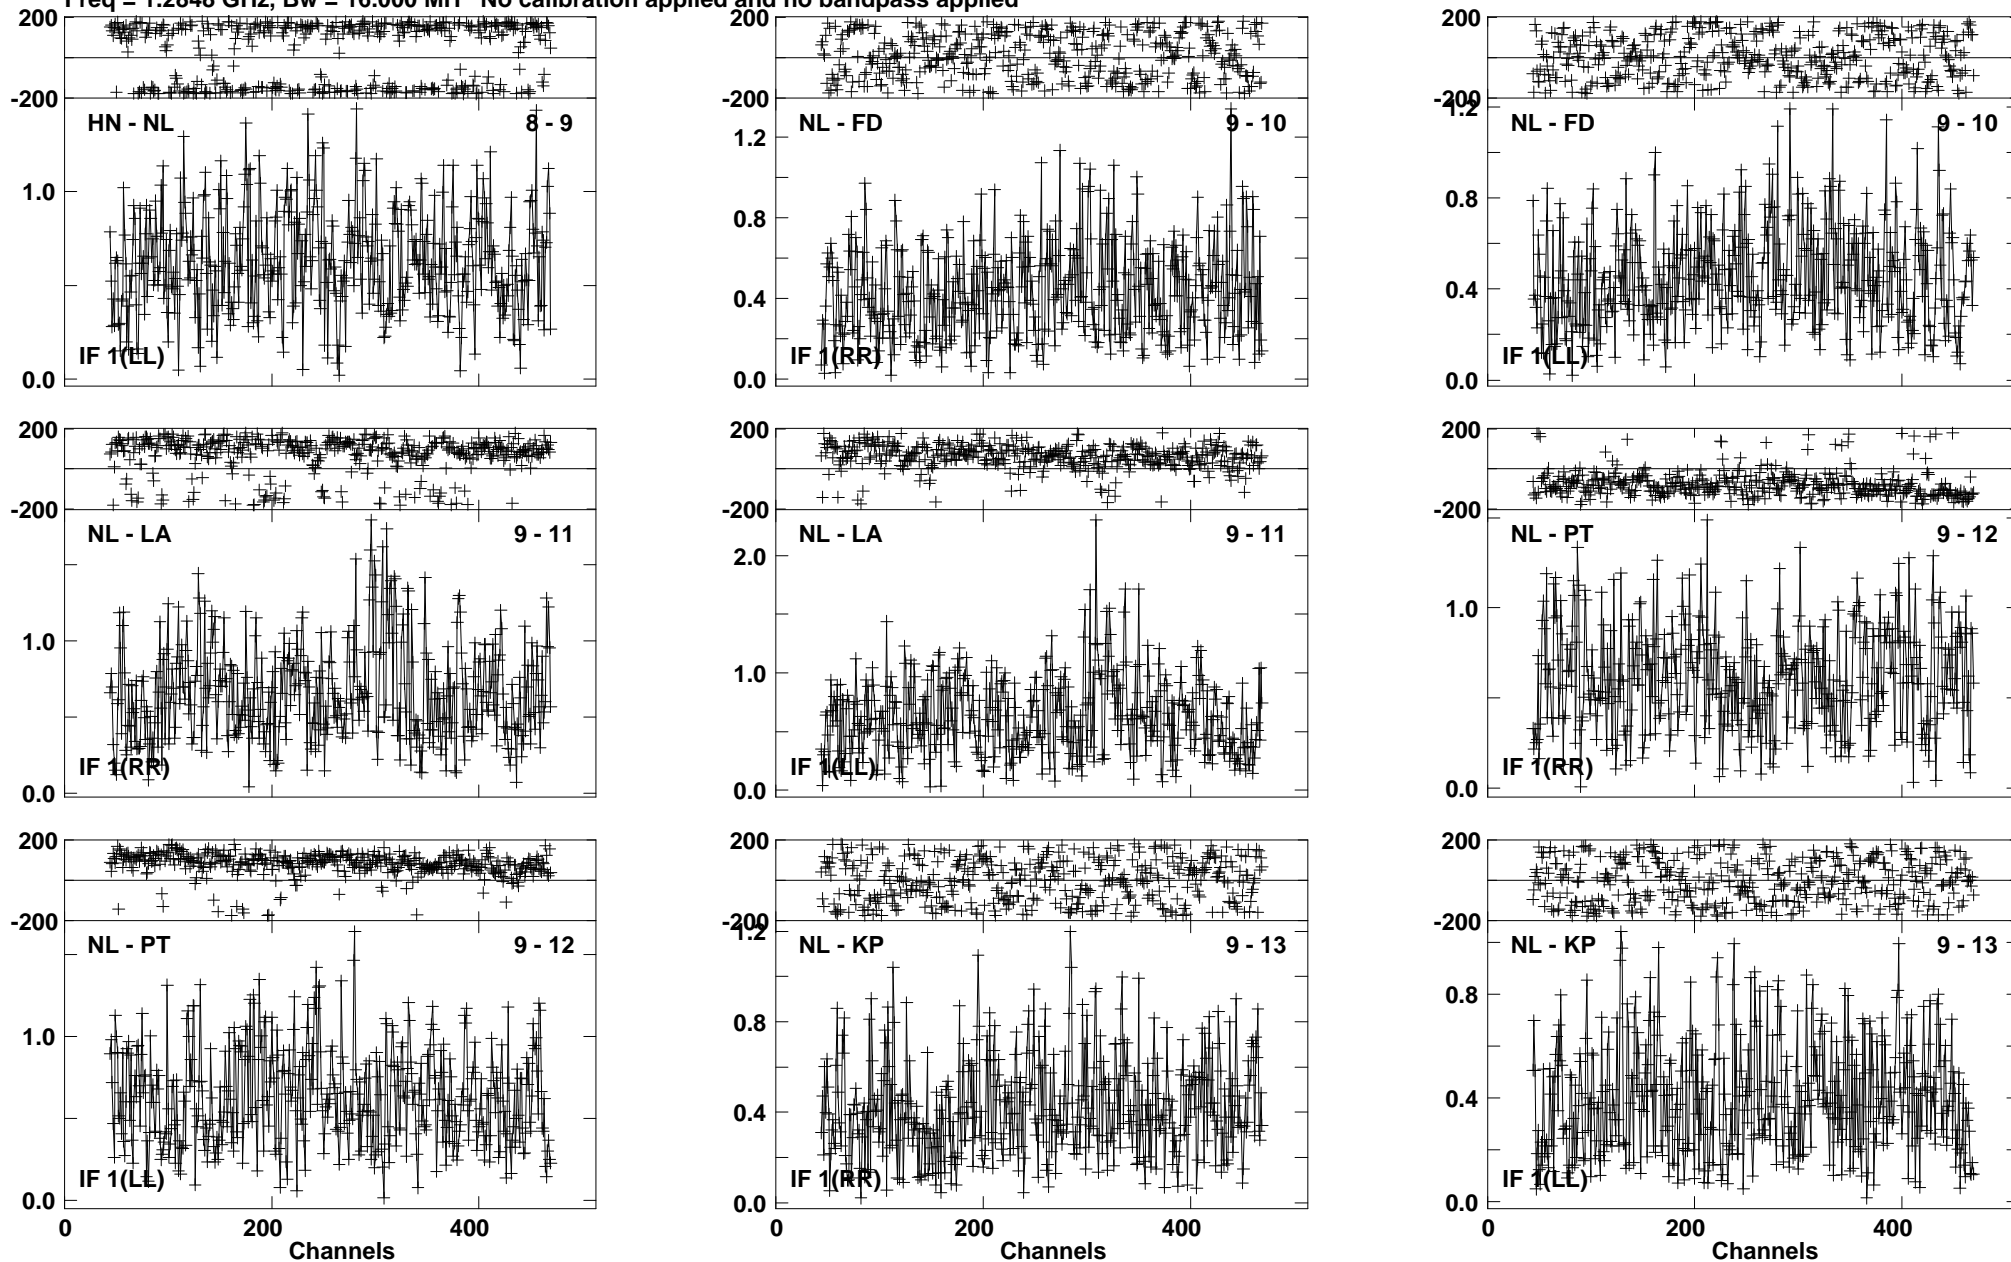 Freq = 1.2848 GHz, Bw = 16.000 MH No calibration applied and no bandpass applied
200
-200
HN - NL 8 - 9
1.0
IF 1(LL)
0.0
200
-200
NL - FD 9 - 10
1.2
0.8
0.4
IF 1(RR)
0.0
200
-200
1.2
NL - FD 9 - 10
0.8
0.4
IF 1(LL)
0.0
200
-200
NL - LA 9 - 11
1.0
IF 1(RR)
0.0
200
-200
NL - LA 9 - 11
2.0
1.0
IF 1(LL)
0.0
200
-200
NL - PT 9 - 12
1.0
IF 1(RR)
0.0
200
-200
NL - PT 9 - 12
1.0
IF 1(LL)
0.0
0 200 400
Channels
200
-200
1.2
NL - KP 9 - 13
0.8
0.4
IF 1(RR)
0.0
200 400
200
-200
NL - KP 9 - 13
0.8
0.4
IF 1(LL)
0.0
0 200 400
Channels